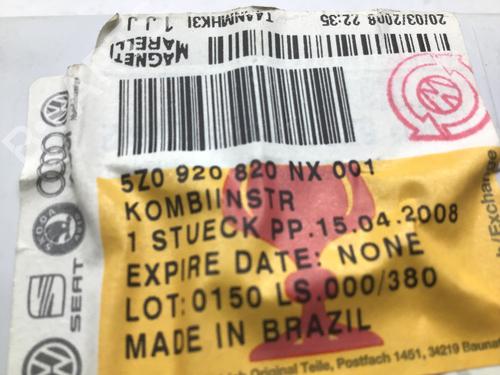 20/03/2008 22:35
T4ANMHK3I 1JJ
MAGNETI
MARELLI
5Z0 920 820 NX 001
KOMBIINSTR
1 STUECK PP.15.04.2008
EXPIRE DATE: NONE
LOT:0150 LS.000/380
MADE IN BRAZIL
Original Teile, Postfach 1451, 34219 Baunat
Exchange
SKODA
SEAT